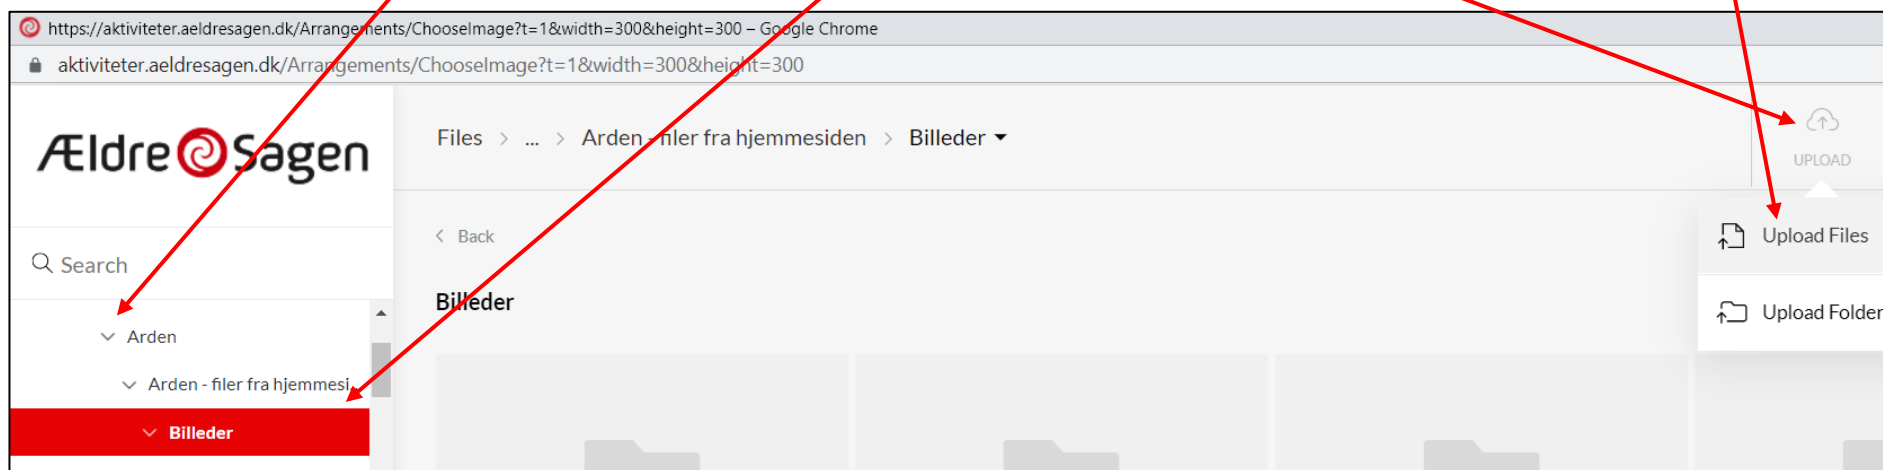 https://aktiviteter.aeldresagen.dk/Arrangements/ChooseImage?t=1&width=300&height=300 – Google Chrome
aktiviteter.aeldresagen.dk/Arrangements/ChooseImage?t=1&width=300&height=300
Ældre Sagen
Files > ... > Arden - filer fra hjemmesiden > Billeder
UPLOAD
Upload Files
Upload Folder
Search
Arden
Arden - filer fra hjemmesi...
Billeder
< Back
Billeder